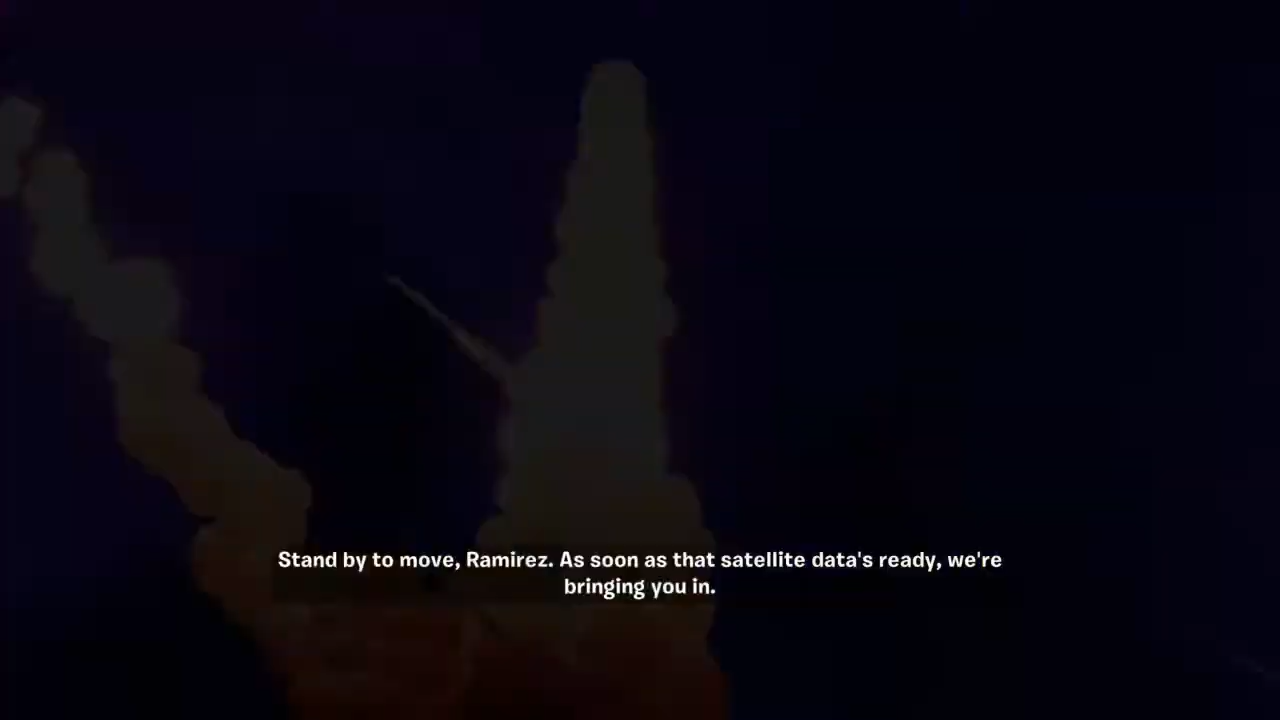 Stand by to move, Ramirez. As soon as that satellite data's ready, we're
bringing you in.